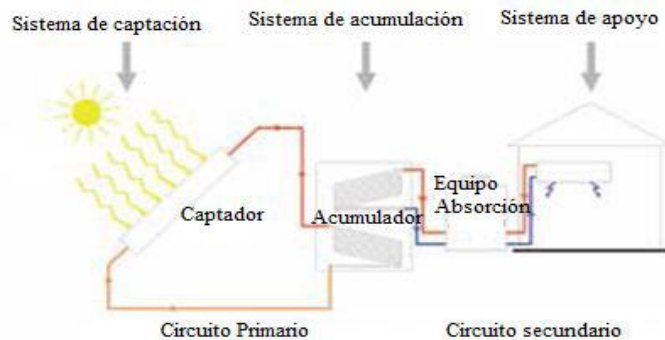 Sistema de captación
Sistema de acumulación
Sistema de apoyo
Captador
Acumulador
Equipo
Absorción
Circuito Primario
Circuito secundario